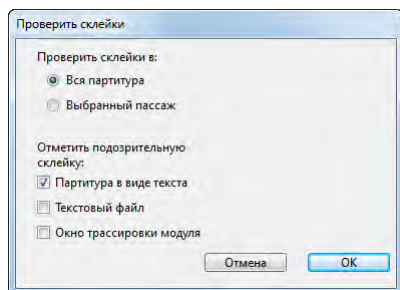 Проверить склейки
Проверить склейки в:
Вся партитура
Выбранный пассаж
Отметить подозрительную
склейку:
Партитура в виде текста
Текстовый файл
Окно трассировки модуля
Отмена
OK